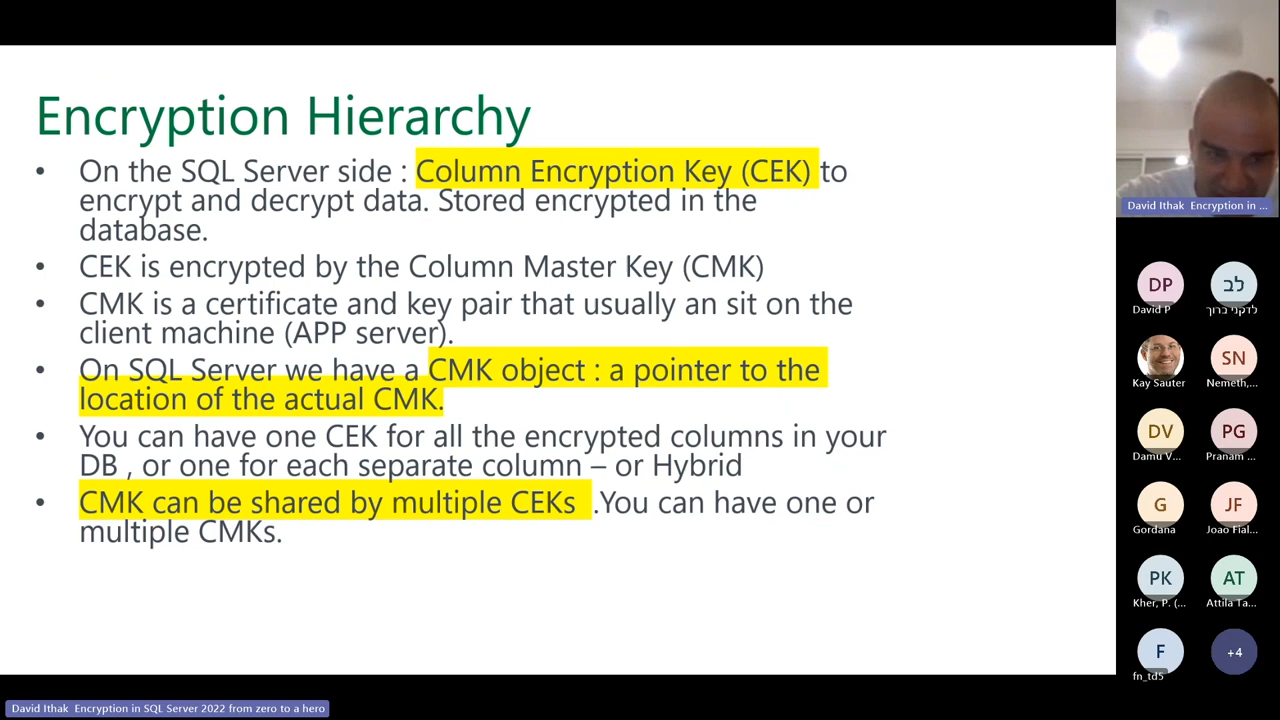 Encryption Hierarchy
• On the SQL Server side : Column Encryption Key (CEK) to
encrypt and decrypt data. Stored encrypted in the
database.
• CEK is encrypted by the Column Master Key (CMK)
• CMK is a certificate and key pair that usually an sit on the
client machine (APP server).
• On SQL Server we have a CMK object : a pointer to the
location of the actual CMK.
• You can have one CEK for all the encrypted columns in your
DB , or one for each separate column – or Hybrid
• CMK can be shared by multiple CEKs .You can have one or
multiple CMKs.
David Ithak Encryption in ...
DP
לב
David P
לדקני ברוך
SN
Kay Sauter
Nemeth,...
DV
PG
Damu V...
Pranam ...
G
JF
Gordana
Joao Fial...
PK
AT
Kher, P. (...
Attila Ta...
F
+4
fn_td5
David Ithak Encryption in SQL Server 2022 from zero to a hero